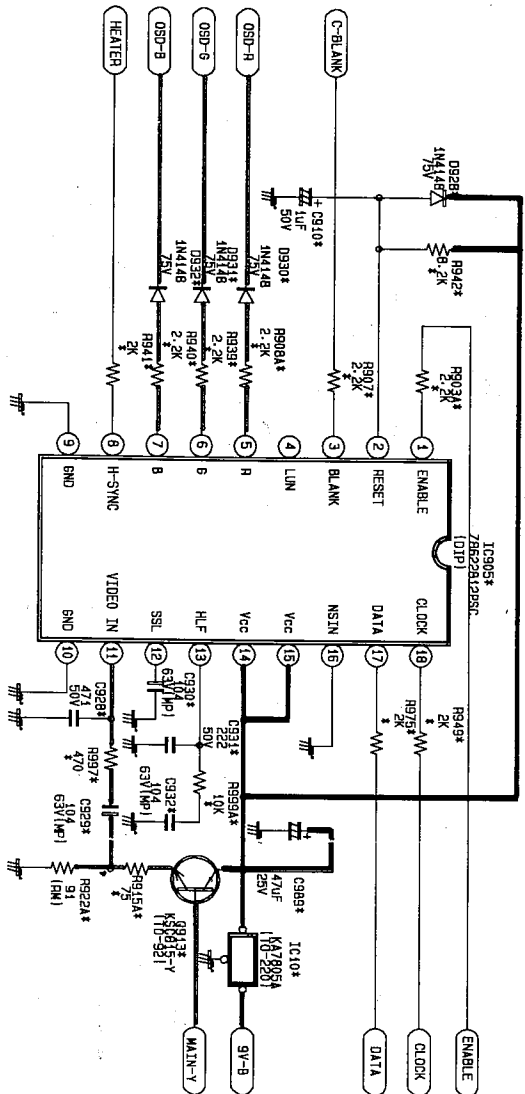 HEATER
OSD-B
OSD-G
OSD-R
C-BLANK
D928*
1N4148
75V
R942*
8.2K
*
C910*
1uF
50V
+
D930*
1N4148
75V
D931*
1N4148
75V
D932*
1N4148
75V
R903A*
2.2K
*
R907*
2.2K
*
R908A*
2.2K
*
R939*
2.2K
*
R940*
2.2K
*
R941*
2K
*
1
ENABLE
2
RESET
3
BLANK
4
LUN
5
R
6
G
7
B
8
H-SYNC
9
GND
IC905*
(DIP)
18
CLOCK
17
DATA
16
NSIN
15
Vcc
14
Vcc
13
HLF
12
SSL
11
VIDEO IN
10
GND
R949*
2K
*
R975*
2K
*
C931*
222
50V
C930*
104
63V(MP)
C928*
471
50V
R899A*
10K
*
C932*
104
63V(MP)
R997*
470
*
C929*
104
63V(MP)
R922A*
91
(RW)
R915A*
75
*
Q913*
KSC815-Y
(TO-92)
C989*
47uF
25V
+
IC10*
KA7805A
(TO-220)
ENABLE
CLOCK
DATA
9V-B
MAIN-Y